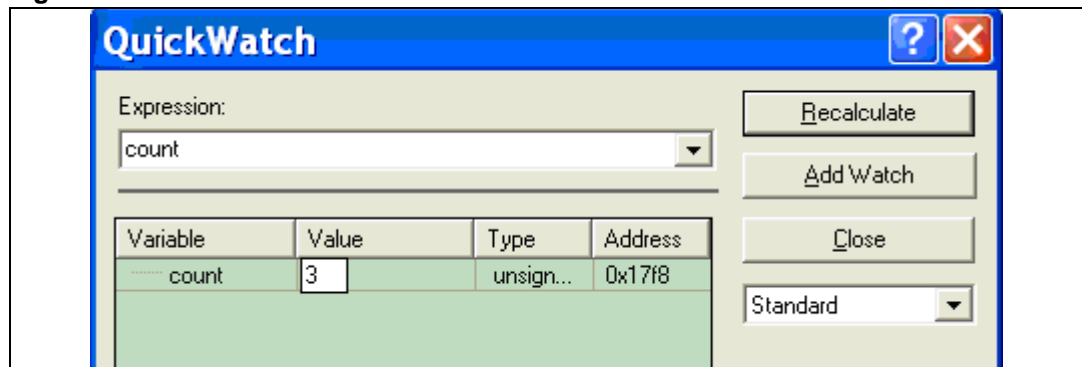 QuickWatch
Expression:
count
Recalculate
Add Watch
Close
Standard
Variable Value Type Address
count 3 unsign... 0x17f8